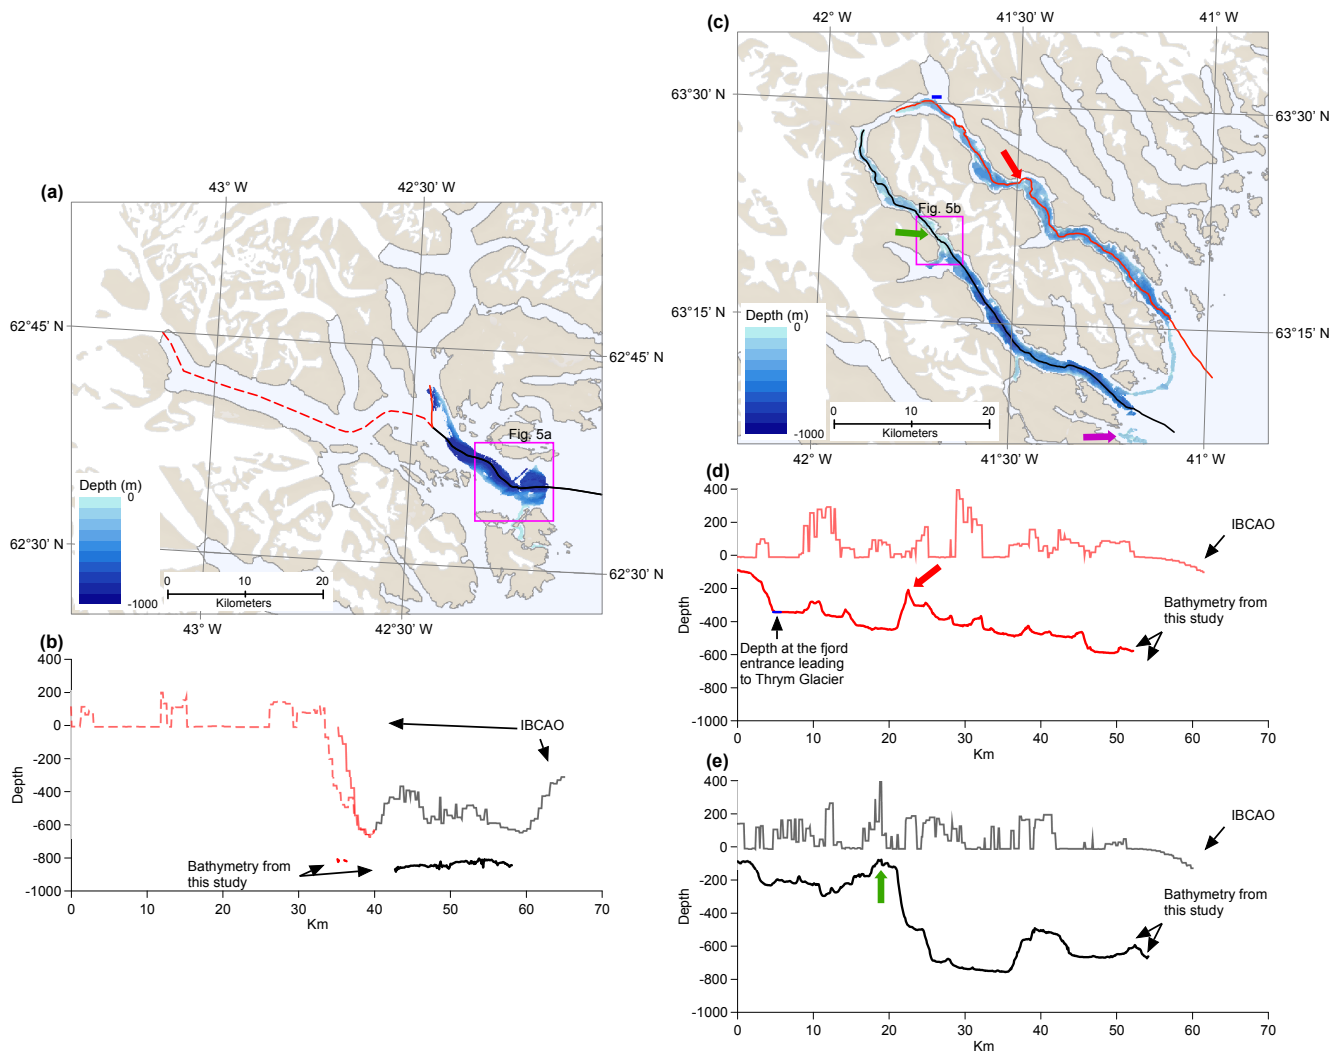 (a)
43° W
42°30' W
62°45' N
62°45' N
Fig. 5a
Depth (m)
0
-1000
62°30' N
62°30' N
0
10
20
Kilometers
43° W
42°30' W
(b)
400
200
0
-200
-400
-600
-800
-1000
Depth
IBCAO
Bathymetry from
this study
0
10
20
30
40
50
60
70
Km
(c)
42° W
41°30' W
41° W
63°30' N
63°30' N
Fig. 5b
63°15' N
63°15' N
Depth (m)
0
-1000
0
10
20
Kilometers
42° W
41°30' W
41° W
(d)
400
200
0
-200
-400
-600
-800
-1000
Depth
IBCAO
Bathymetry from
this study
Depth at the fjord
entrance leading
to Thrym Glacier
0
10
20
30
40
50
60
70
Km
(e)
400
200
0
-200
-400
-600
-800
-1000
Depth
IBCAO
Bathymetry from
this study
0
10
20
30
40
50
60
70
Km